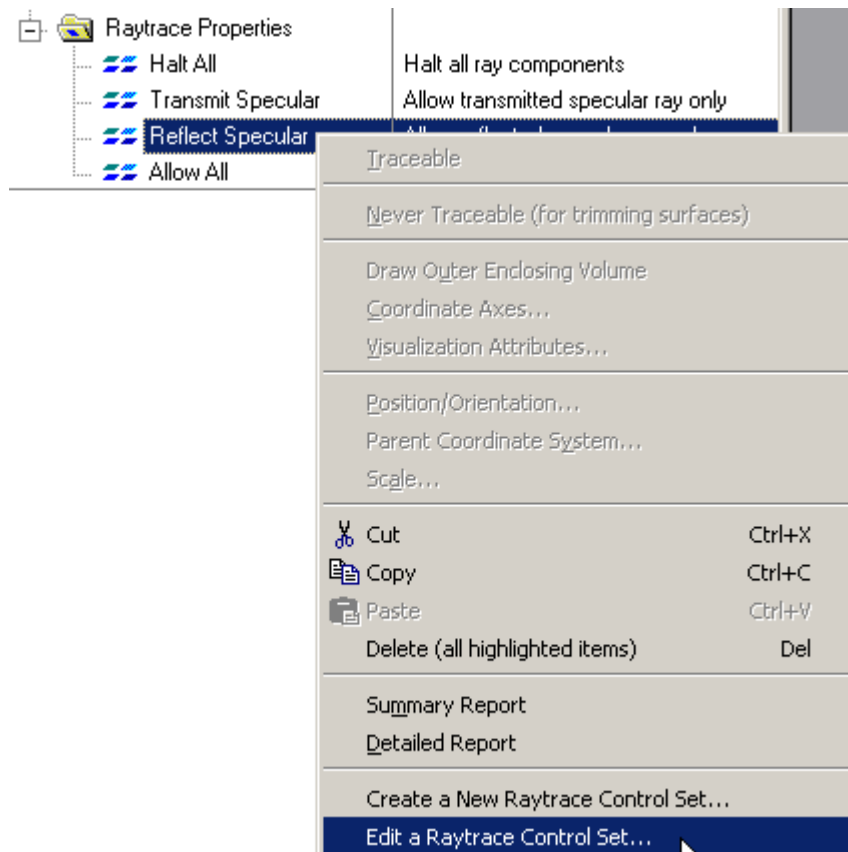 Raytrace Properties
Halt All Halt all ray components
Transmit Specular Allow transmitted specular ray only
Reflect Specular
Allow All
Traceable
Never Traceable (for trimming surfaces)
Draw Outer Enclosing Volume
Coordinate Axes...
Visualization Attributes...
Position/Orientation...
Parent Coordinate System...
Scale...
Cut Ctrl+X
Copy Ctrl+C
Paste Ctrl+V
Delete (all highlighted items) Del
Summary Report
Detailed Report
Create a New Raytrace Control Set...
Edit a Raytrace Control Set...